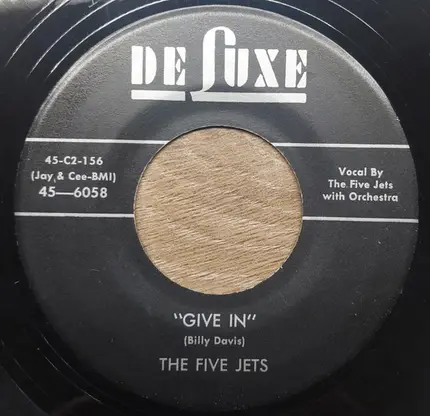 DE LUXE
45-C2-156
(Jay & Cee-BMI)
45—6058
Vocal By
The Five Jets
with Orchestra
"GIVE IN"
(Billy Davis)
THE FIVE JETS